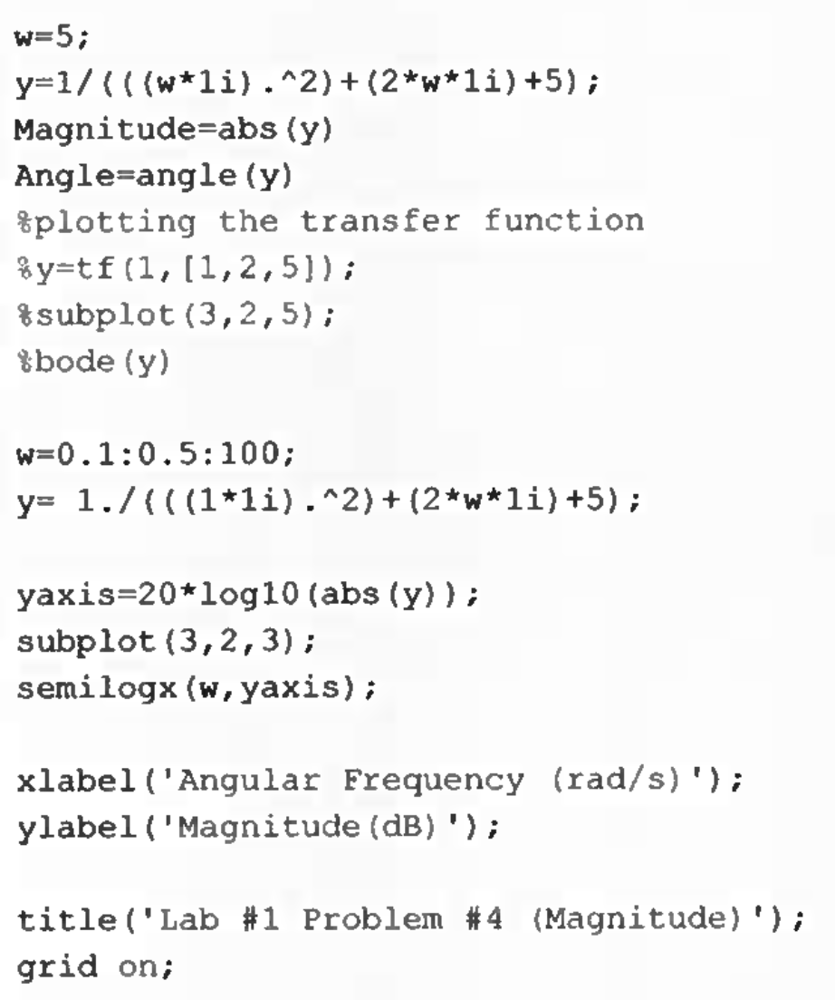 w=5;
y=1/(((w*1i).^2)+(2*w*1i)+5);
Magnitude=abs(y)
Angle=angle(y)
%plotting the transfer function
%y=tf(1,[1,2,5]);
%subplot(3,2,5);
%bode(y)
w=0.1:0.5:100;
y= 1./(((1*1i).^2)+(2*w*1i)+5);
yaxis=20*log10(abs(y));
subplot(3,2,3);
semilogx(w,yaxis);
xlabel('Angular Frequency (rad/s)');
ylabel('Magnitude(dB)');
title('Lab #1 Problem #4 (Magnitude)');
grid on;